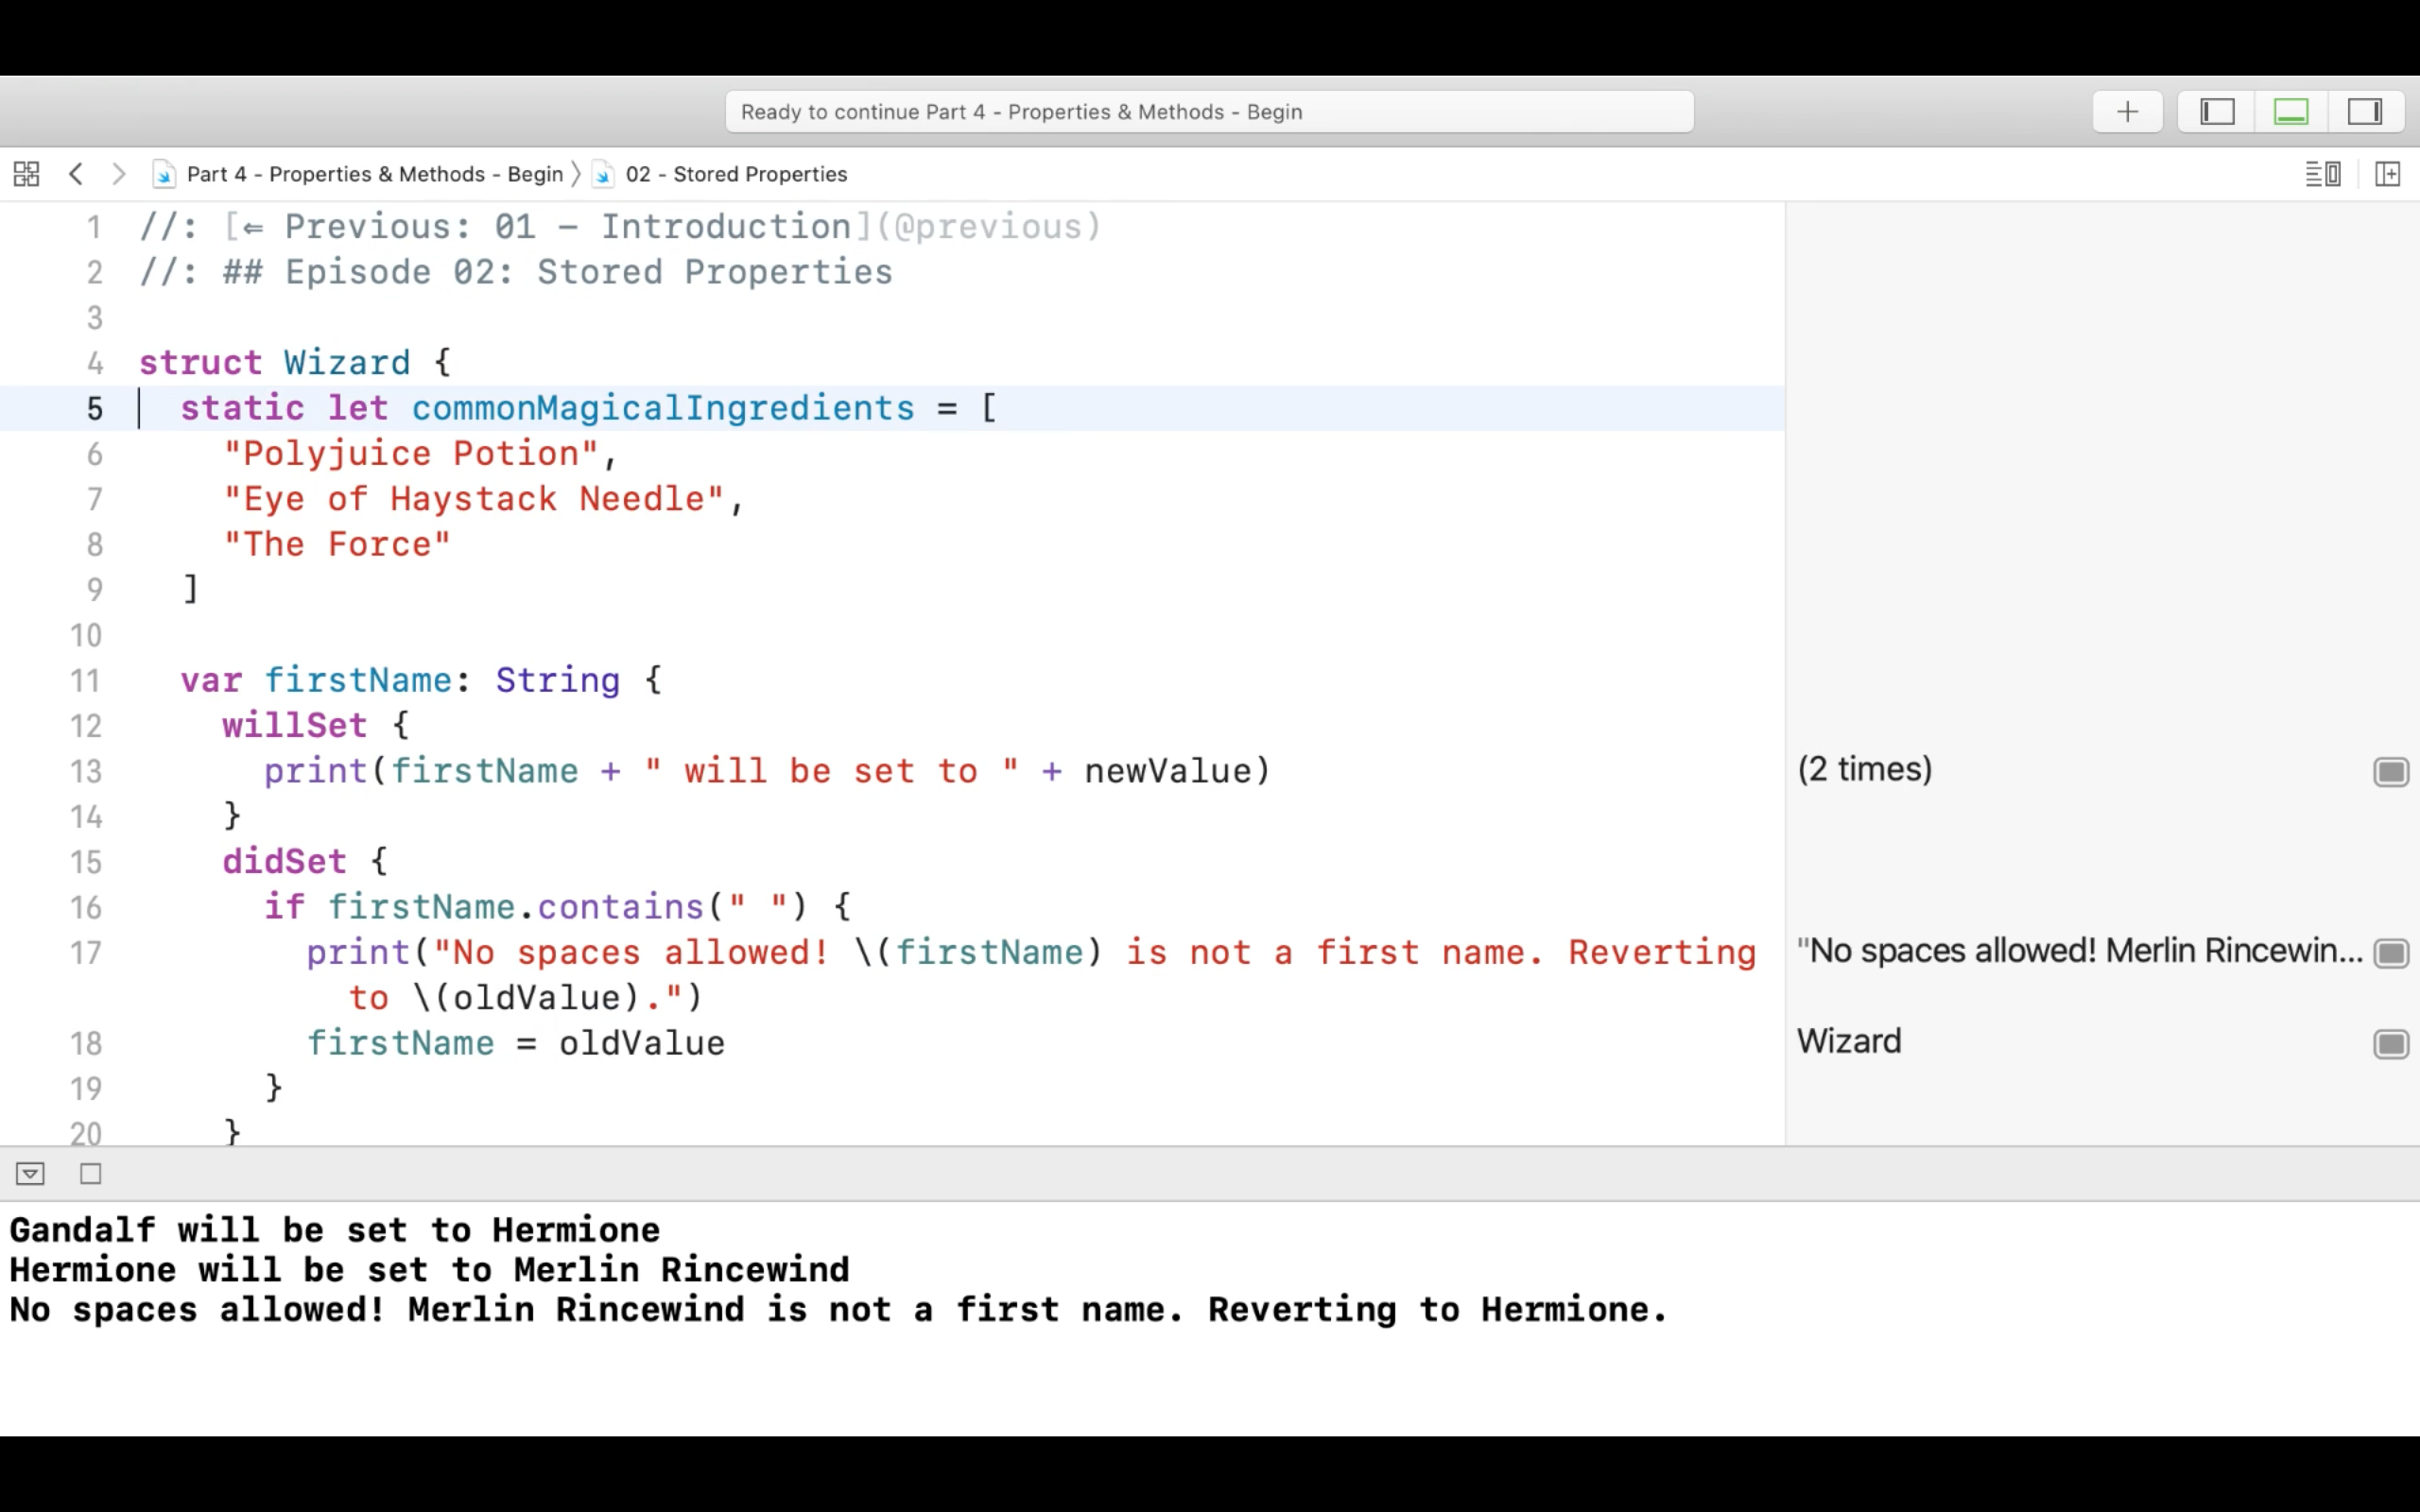 Ready to continue Part 4 - Properties & Methods - Begin
Part 4 - Properties & Methods - Begin 〉 02 - Stored Properties
1 //: [⇐ Previous: 01 - Introduction](@previous)
2 //: ## Episode 02: Stored Properties
3
4 struct Wizard {
5 static let commonMagicalIngredients = [
6 "Polyjuice Potion",
7 "Eye of Haystack Needle",
8 "The Force"
9 ]
10
11 var firstName: String {
12 willSet {
13 print(firstName + " will be set to " + newValue) (2 times)
14 }
15 didSet {
16 if firstName.contains(" ") {
17 print("No spaces allowed! \(firstName) is not a first name. Reverting "No spaces allowed! Merlin Rincewin...
to \(oldValue).")
18 firstName = oldValue Wizard
19 }
20 }
Gandalf will be set to Hermione
Hermione will be set to Merlin Rincewind
No spaces allowed! Merlin Rincewind is not a first name. Reverting to Hermione.